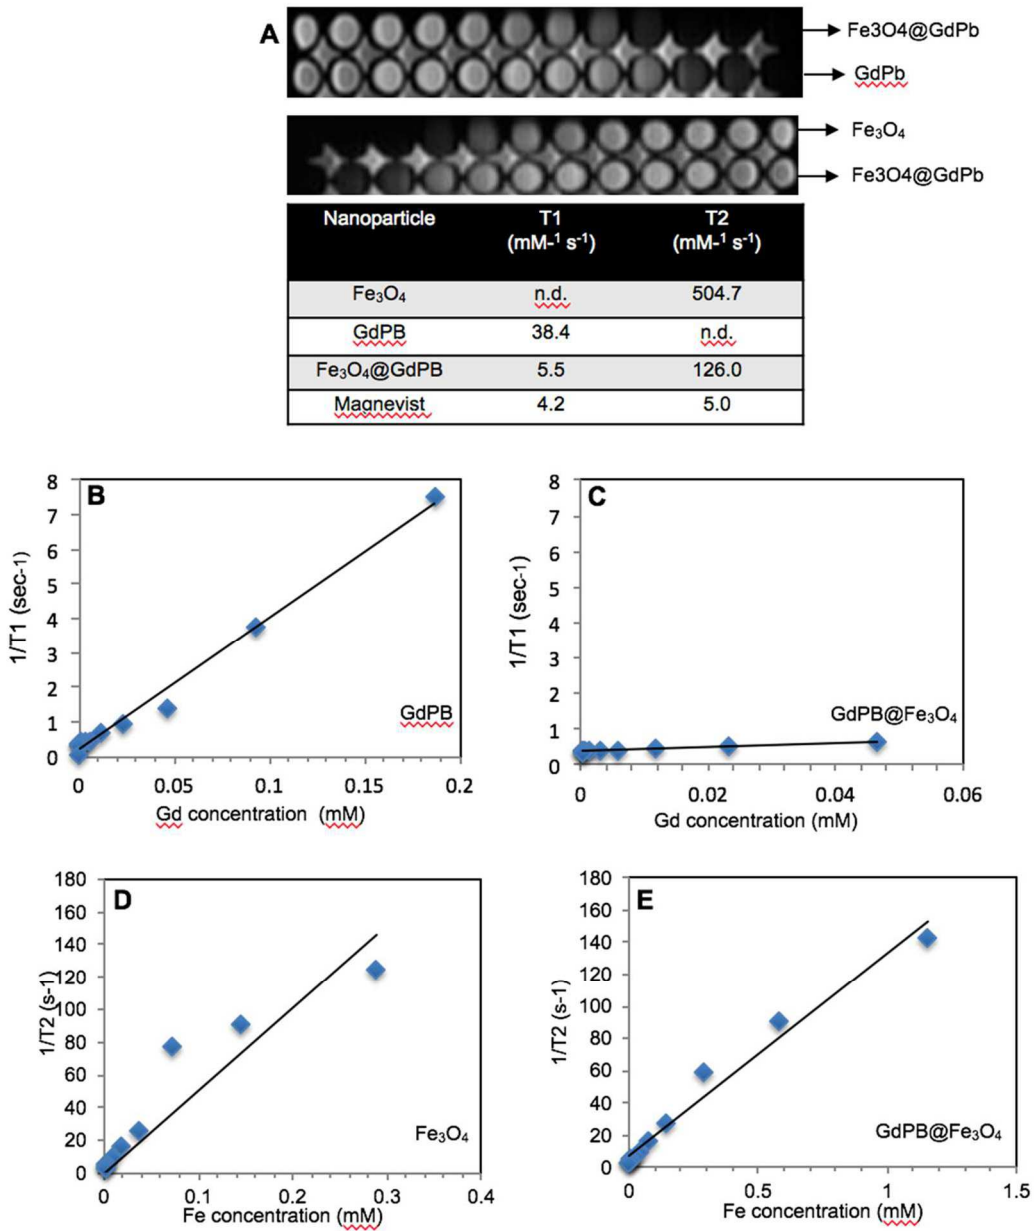 A
Fe3O4@GdPb
GdPb
Fe₃O₄
Fe3O4@GdPb
Nanoparticle T1 T2
(mM-¹ s⁻¹) (mM⁻¹ s⁻¹)
Fe₃O₄ n.d. 504.7
GdPB 38.4 n.d.
Fe₃O₄@GdPB 5.5 126.0
Magnevist 4.2 5.0
B
8
7
6
5
4
3
2
1
0
1/T1 (sec-1)
GdPB
0 0.05 0.1 0.15 0.2
Gd concentration (mM)
C
8
7
6
5
4
3
2
1
0
1/T1 (sec-1)
GdPB@Fe₃O₄
0 0.02 0.04 0.06
Gd concentration (mM)
D
180
160
140
120
100
80
60
40
20
0
1/T2 (s-1)
Fe₃O₄
0 0.1 0.2 0.3 0.4
Fe concentration (mM)
E
180
160
140
120
100
80
60
40
20
0
1/T2 (s-1)
GdPB@Fe₃O₄
0 0.5 1 1.5
Fe concentration (mM)